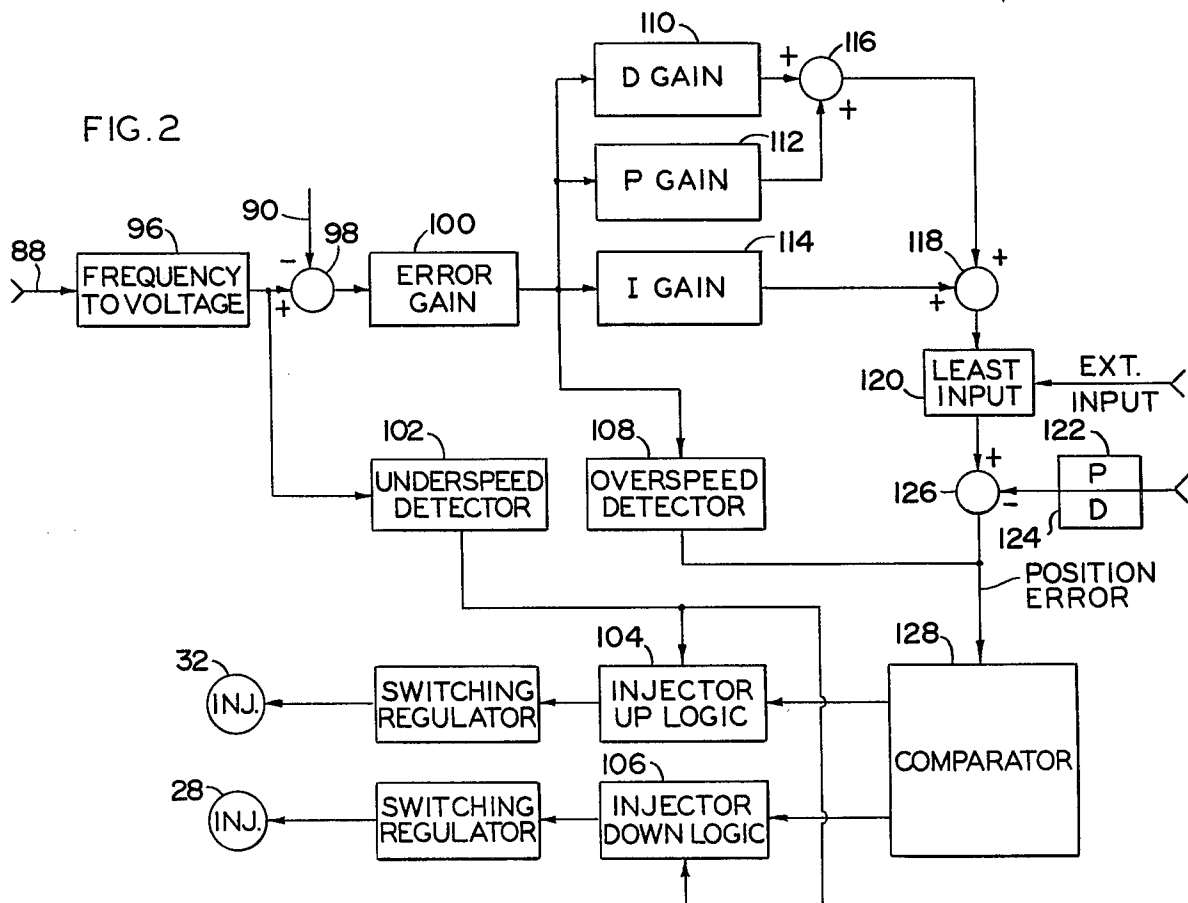 FIG. 2
110
D GAIN
+
116
+
112
P GAIN
90
88
96
FREQUENCY
TO VOLTAGE
-
98
+
100
ERROR
GAIN
114
I GAIN
118
+
+
120
LEAST
INPUT
EXT.
INPUT
102
UNDERSPEED
DETECTOR
108
OVERSPEED
DETECTOR
126
+
-
122
P
D
124
POSITION
ERROR
32
INJ.
SWITCHING
REGULATOR
104
INJECTOR
UP LOGIC
128
COMPARATOR
28
INJ.
SWITCHING
REGULATOR
106
INJECTOR
DOWN LOGIC